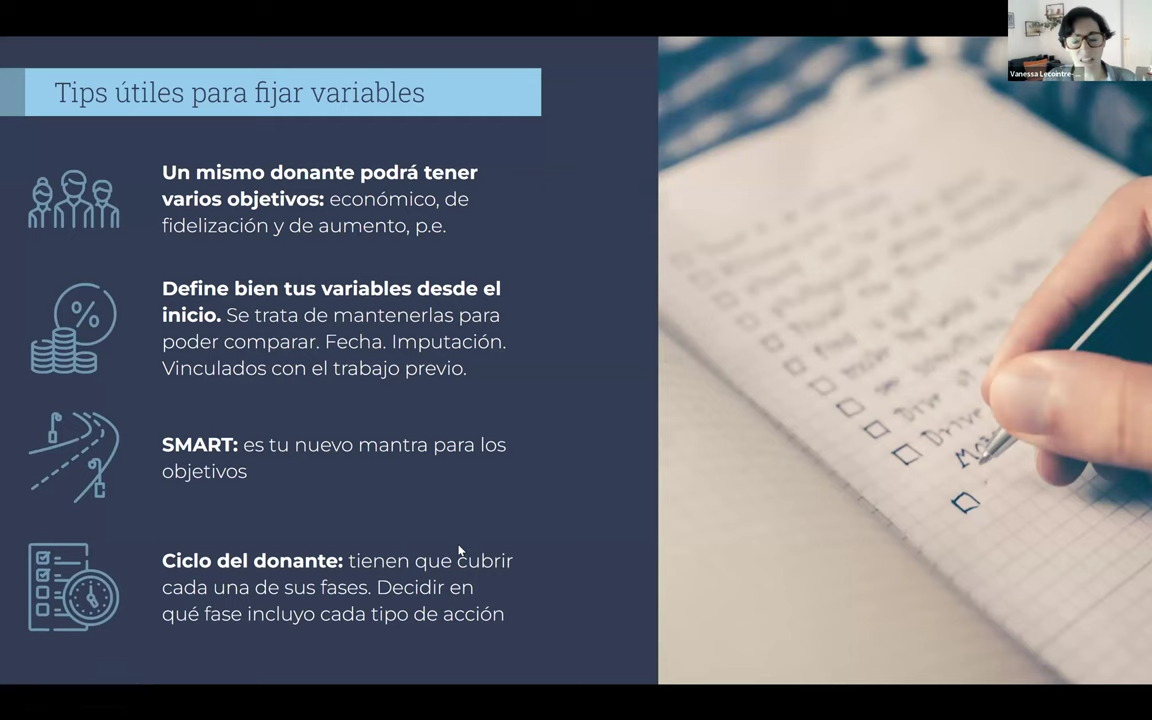 Vanessa Lecointre-...
Tips útiles para fijar variables
Un mismo donante podrá tener
varios objetivos: económico, de
fidelización y de aumento, p.e.
%
Define bien tus variables desde el
inicio. Se trata de mantenerlas para
poder comparar. Fecha. Imputación.
Vinculados con el trabajo previo.
SMART: es tu nuevo mantra para los
objetivos
Ciclo del donante: tienen que cubrir
cada una de sus fases. Decidir en
qué fase incluyo cada tipo de acción
Drive